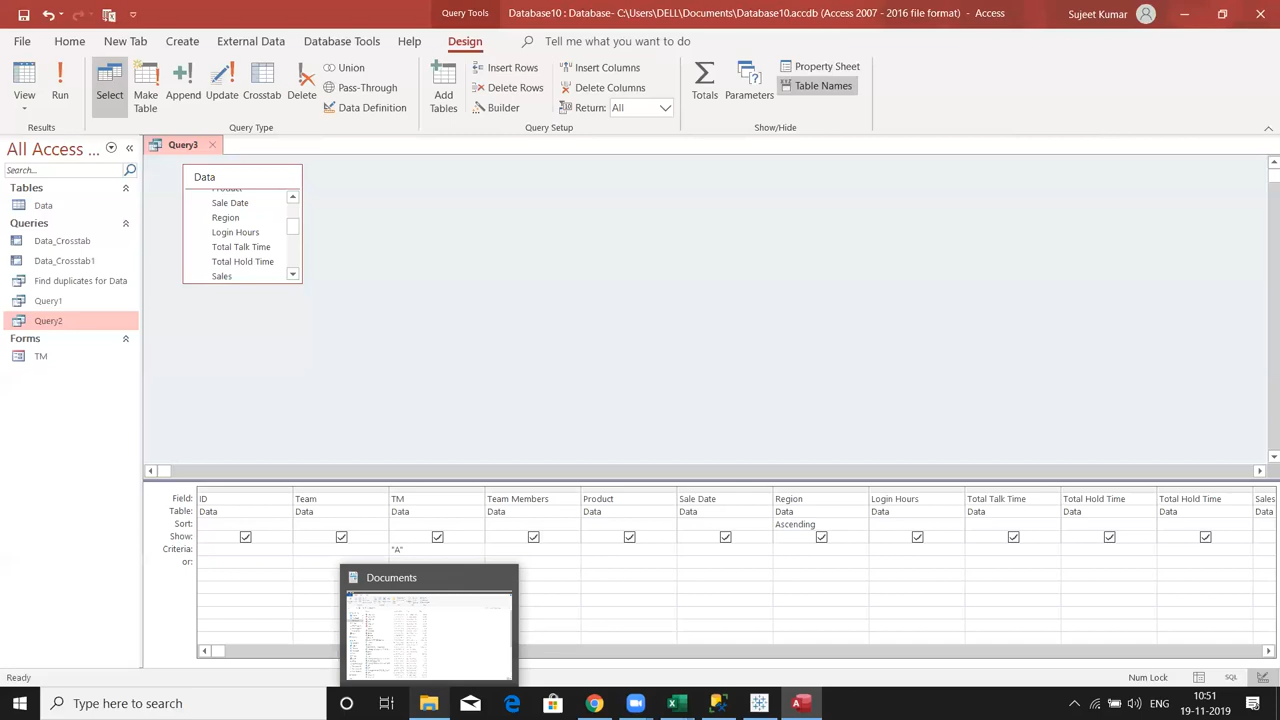 Query Tools
Database10 : Database- C:\Users\DELL\Documents\Database10.accdb (Access 2007 - 2016 file format) - Access
Sujeet Kumar
File Home New Tab Create External Data Database Tools Help Design Tell me what you want to do
View
Run
Select
Make Table
Append
Update
Crosstab
Delete
Union
Pass-Through
Data Definition
Add Tables
Insert Rows
Delete Rows
Builder
Insert Columns
Delete Columns
Return: All
Totals
Parameters
Property Sheet
Table Names
Results
Query Type
Query Setup
Show/Hide
All Access ...
Search...
Tables
Data
Queries
Data_Crosstab
Data_Crosstab1
Find duplicates for Data
Query1
Query2
Forms
TM
Query3
Data
Product
Sale Date
Region
Login Hours
Total Talk Time
Total Hold Time
Sales
Field: ID Team TM Team Members Product Sale Date Region Login Hours Total Talk Time Total Hold Time Total Hold Time Sales
Table: Data Data Data Data Data Data Data Data Data Data Data Data
Sort: Ascending
Show:
Criteria: "A"
or:
Documents
Ready
Num Lock
SQL
Type here to search
ENG
10:51
19-11-2019